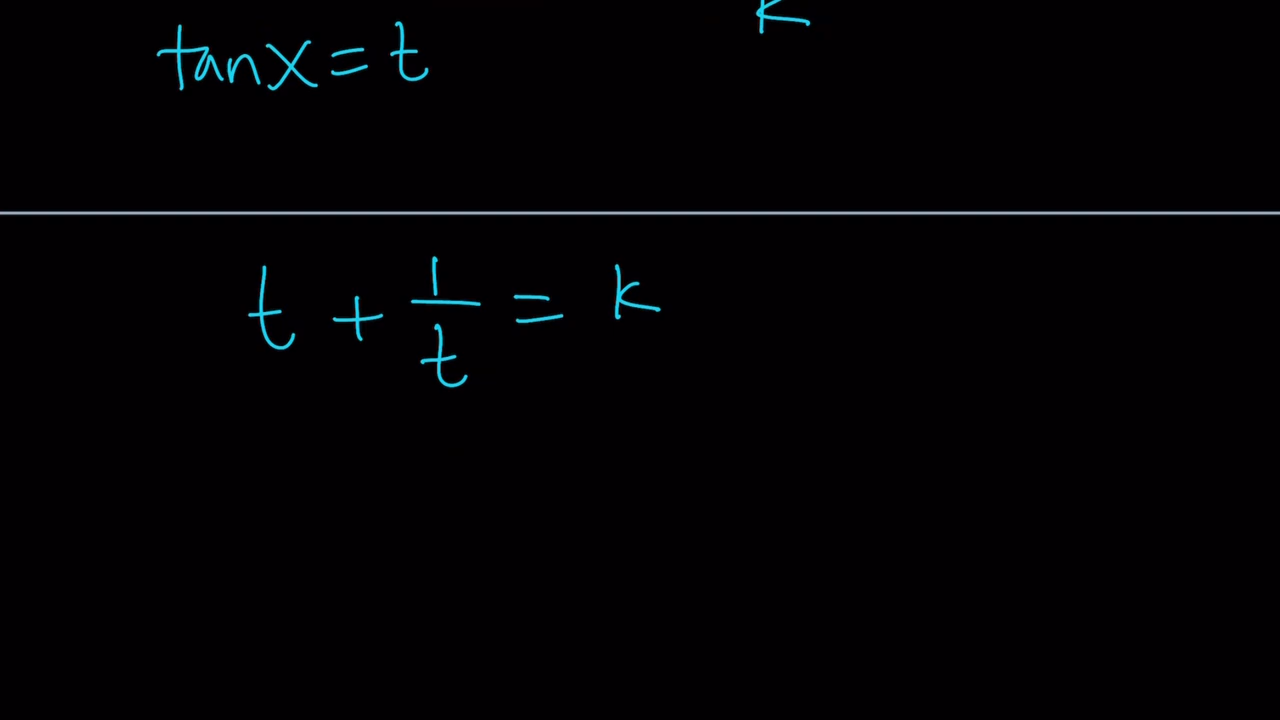 k
tanx = t
t + 1/t = k